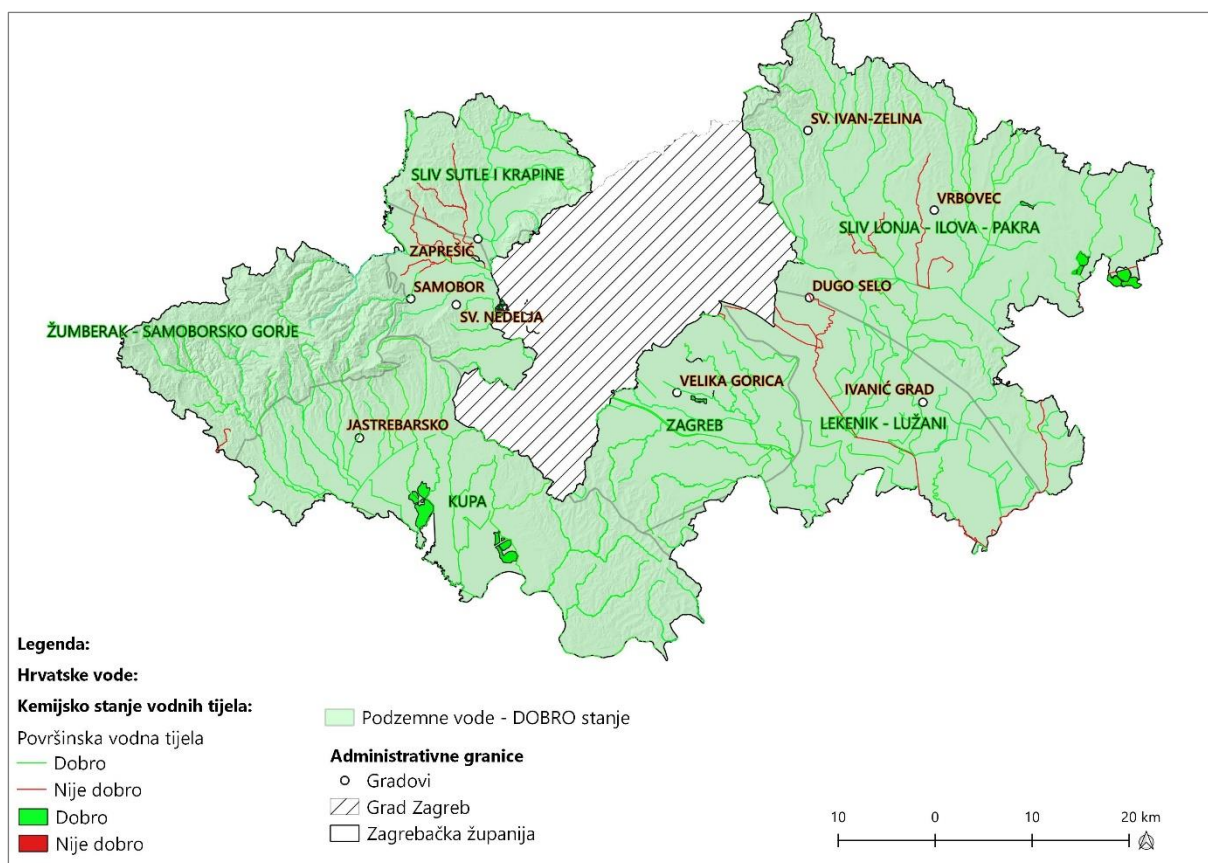 SV. IVAN-ZELINA
SLIV SUTLE I KRAPINE
VRBOVEC
SLIV LONJA - ILOVA - PAKRA
ZAPREŠIĆ
SAMOBOR
DUGO SELO
SV. NEDELJA
ŽUMBERAK - SAMOBORSKO GORJE
VELIKA GORICA
IVANIĆ GRAD
JASTREBARSKO
ZAGREB
LEKENIK - LUŽANI
KUPA
Legenda:
Hrvatske vode:
Kemijsko stanje vodnih tijela:
Površinska vodna tijela
Dobro
Nije dobro
Dobro
Nije dobro
Podzemne vode - DOBRO stanje
Administrativne granice
Gradovi
Grad Zagreb
Zagrebačka županija
10 0 10 20 km